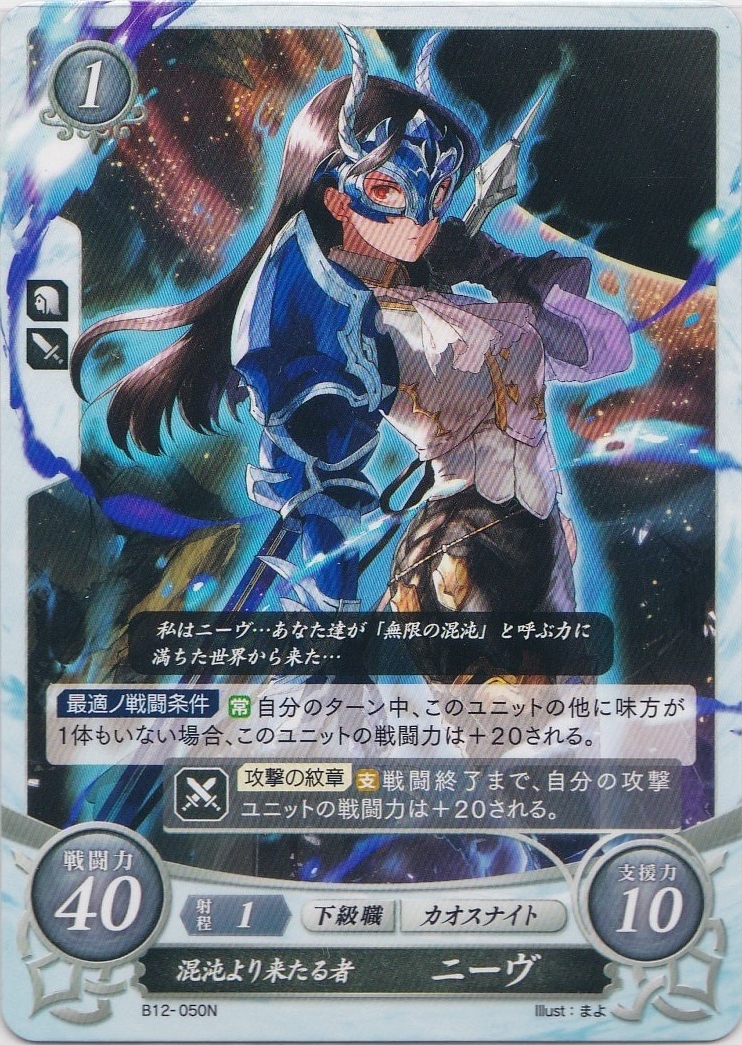 1
私はニーヴ…あなた達が「無限の混沌」と呼ぶ力に
満ちた世界から来た…
最適ノ戦闘条件 常 自分のターン中、このユニットの他に味方が
1体もいない場合、このユニットの戦闘力は＋20される。
攻撃の紋章 支 戦闘終了まで、自分の攻撃
ユニットの戦闘力は＋20される。
戦闘力
40
射程 1 下級職 カオスナイト
支援力
10
混沌より来たる者 ニーヴ
B12-050N Illust：まよ